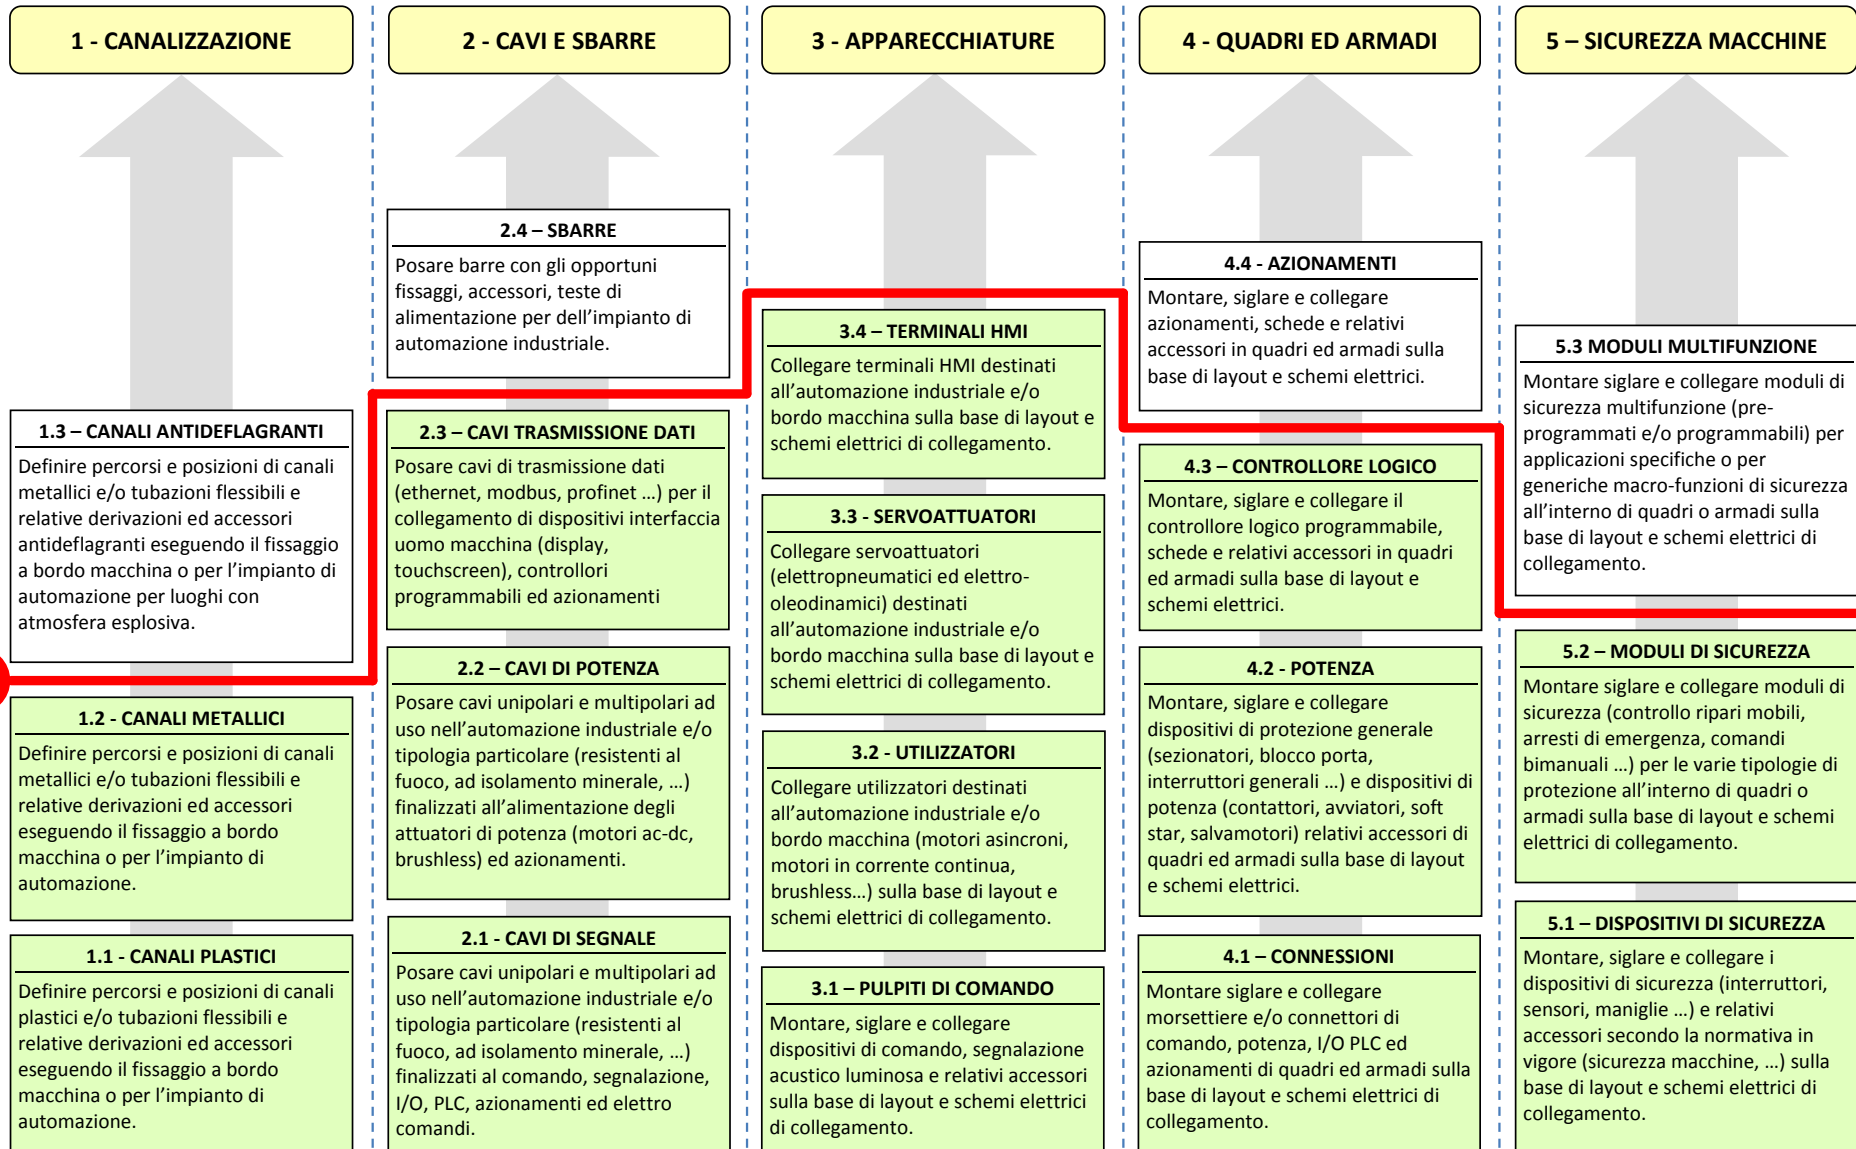 1 - CANALIZZAZIONE
1.3 – CANALI ANTIDEFLAGRANTI
Definire percorsi e posizioni di canali
metallici e/o tubazioni flessibili e
relative derivazioni ed accessori
antideflagranti eseguendo il fissaggio
a bordo macchina o per l’impianto di
automazione per luoghi con
atmosfera esplosiva.
1.2 - CANALI METALLICI
Definire percorsi e posizioni di canali
metallici e/o tubazioni flessibili e
relative derivazioni ed accessori
eseguendo il fissaggio a bordo
macchina o per l’impianto di
automazione.
1.1 - CANALI PLASTICI
Definire percorsi e posizioni di canali
plastici e/o tubazioni flessibili e
relative derivazioni ed accessori
eseguendo il fissaggio a bordo
macchina o per l’impianto di
automazione.
2 - CAVI E SBARRE
2.4 – SBARRE
Posare barre con gli opportuni
fissaggi, accessori, teste di
alimentazione per dell’impianto di
automazione industriale.
2.3 – CAVI TRASMISSIONE DATI
Posare cavi di trasmissione dati
(ethernet, modbus, profinet …) per il
collegamento di dispositivi interfaccia
uomo macchina (display,
touchscreen), controllori
programmabili ed azionamenti
2.2 – CAVI DI POTENZA
Posare cavi unipolari e multipolari ad
uso nell’automazione industriale e/o
tipologia particolare (resistenti al
fuoco, ad isolamento minerale, …)
finalizzati all’alimentazione degli
attuatori di potenza (motori ac-dc,
brushless) ed azionamenti.
2.1 - CAVI DI SEGNALE
Posare cavi unipolari e multipolari ad
uso nell’automazione industriale e/o
tipologia particolare (resistenti al
fuoco, ad isolamento minerale, …)
finalizzati al comando, segnalazione,
I/O, PLC, azionamenti ed elettro
comandi.
3 - APPARECCHIATURE
3.4 – TERMINALI HMI
Collegare terminali HMI destinati
all’automazione industriale e/o
bordo macchina sulla base di layout e
schemi elettrici di collegamento.
3.3 - SERVOATTUATORI
Collegare servoattuatori
(elettropneumatici ed elettro-
oleodinamici) destinati
all’automazione industriale e/o
bordo macchina sulla base di layout e
schemi elettrici di collegamento.
3.2 - UTILIZZATORI
Collegare utilizzatori destinati
all’automazione industriale e/o
bordo macchina (motori asincroni,
motori in corrente continua,
brushless…) sulla base di layout e
schemi elettrici di collegamento.
3.1 – PULPITI DI COMANDO
Montare, siglare e collegare
dispositivi di comando, segnalazione
acustico luminosa e relativi accessori
sulla base di layout e schemi elettrici
di collegamento.
4 - QUADRI ED ARMADI
4.4 - AZIONAMENTI
Montare, siglare e collegare
azionamenti, schede e relativi
accessori in quadri ed armadi sulla
base di layout e schemi elettrici.
4.3 – CONTROLLORE LOGICO
Montare, siglare e collegare il
controllore logico programmabile,
schede e relativi accessori in quadri
ed armadi sulla base di layout e
schemi elettrici.
4.2 - POTENZA
Montare, siglare e collegare
dispositivi di protezione generale
(sezionatori, blocco porta,
interruttori generali …) e dispositivi di
potenza (contattori, avviatori, soft
star, salvamotori) relativi accessori di
quadri ed armadi sulla base di layout
e schemi elettrici.
4.1 – CONNESSIONI
Montare siglare e collegare
morsettiere e/o connettori di
comando, potenza, I/O PLC ed
azionamenti di quadri ed armadi sulla
base di layout e schemi elettrici di
collegamento.
5 – SICUREZZA MACCHINE
5.3 MODULI MULTIFUNZIONE
Montare siglare e collegare moduli di
sicurezza multifunzione (pre-
programmati e/o programmabili) per
applicazioni specifiche o per
generiche macro-funzioni di sicurezza
all’interno di quadri o armadi sulla
base di layout e schemi elettrici di
collegamento.
5.2 – MODULI DI SICUREZZA
Montare siglare e collegare moduli di
sicurezza (controllo ripari mobili,
arresti di emergenza, comandi
bimanuali …) per le varie tipologie di
protezione all’interno di quadri o
armadi sulla base di layout e schemi
elettrici di collegamento.
5.1 – DISPOSITIVI DI SICUREZZA
Montare, siglare e collegare i
dispositivi di sicurezza (interruttori,
sensori, maniglie …) e relativi
accessori secondo la normativa in
vigore (sicurezza macchine, …) sulla
base di layout e schemi elettrici di
collegamento.